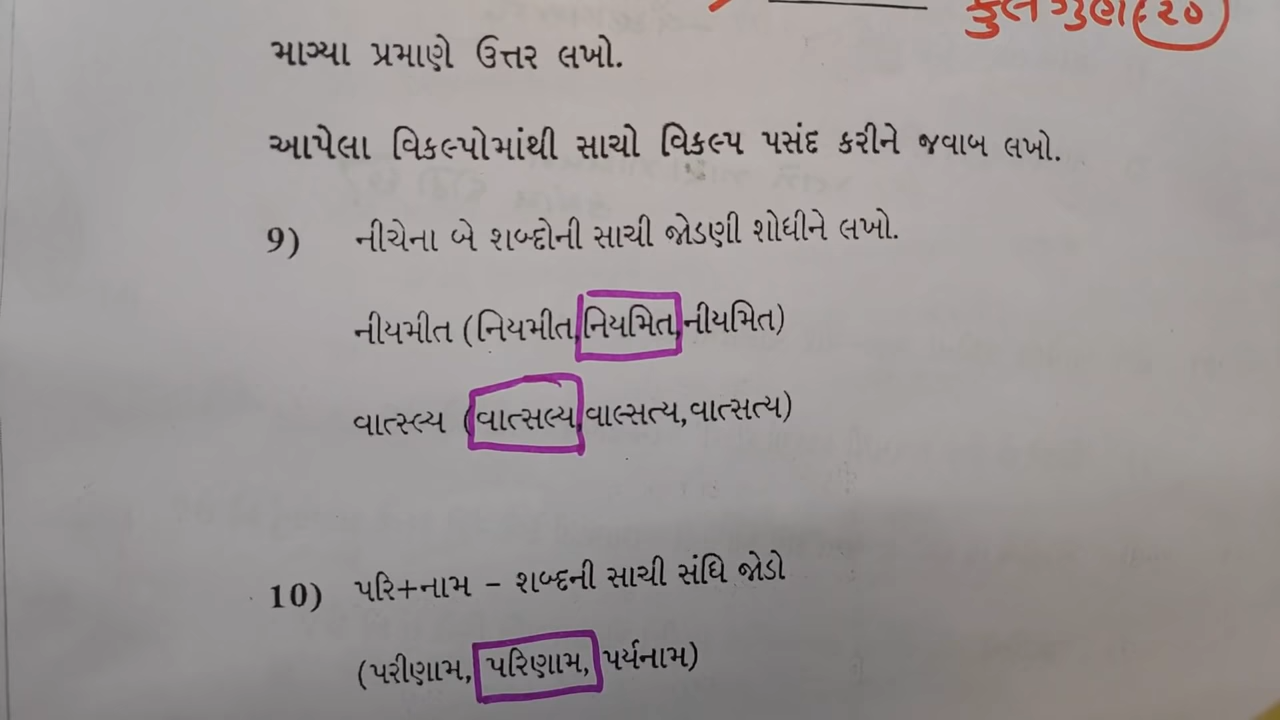 કુલ ગુણ ૨૦
માગ્યા પ્રમાણે ઉત્તર લખો.
આપેલા વિકલ્પોમાંથી સાચો વિકલ્પ પસંદ કરીને જવાબ લખો.
9) નીચેના બે શબ્દોની સાચી જોડણી શોધીને લખો.
નીયમીત (નિયમીત,નિયમિત,નીયમિત)
વાત્સ્લ્ય (વાત્સલ્ય,વાલ્સત્ય,વાત્સત્ય)
10) પરિ+નામ - શબ્દની સાચી સંધિ જોડો
(પરીણામ, પરિણામ, પર્યનામ)